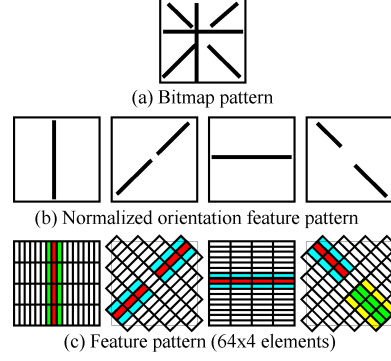 (a) Bitmap pattern
(b) Normalized orientation feature pattern
(c) Feature pattern (64x4 elements)